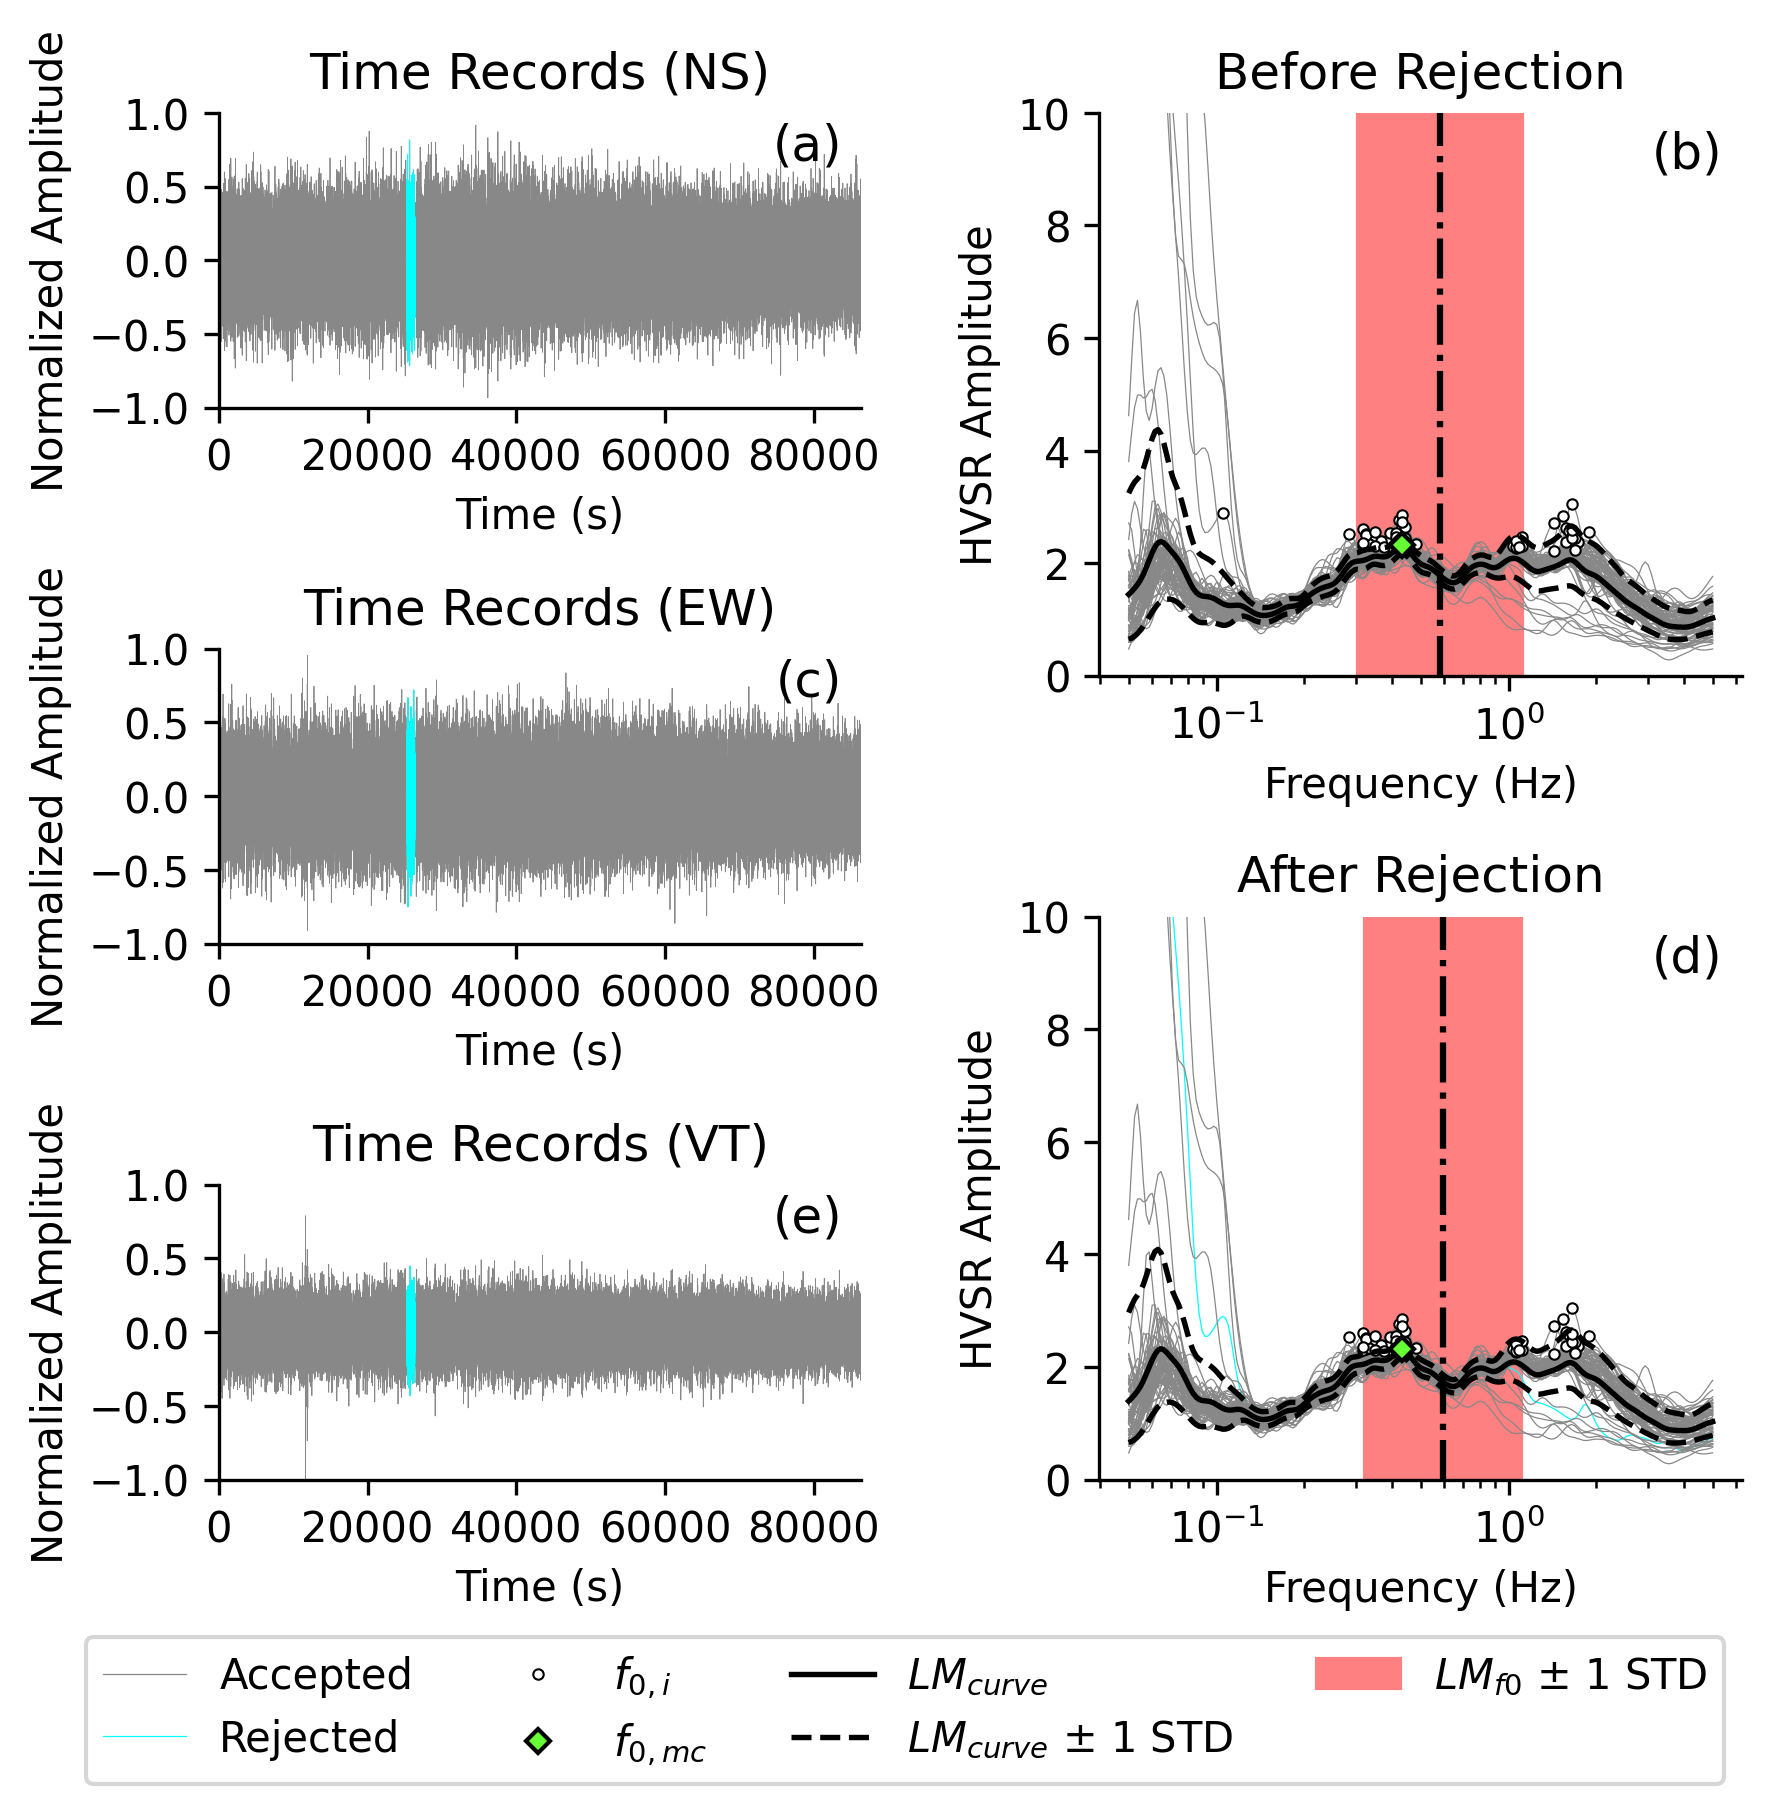 Time Records (NS)
Normalized Amplitude
1.0
0.5
0.0
−0.5
−1.0
(a)
0 20000 40000 60000 80000
Time (s)
Before Rejection
HVSR Amplitude
10
8
6
4
2
0
(b)
10⁻¹ 10⁰
Frequency (Hz)
Time Records (EW)
Normalized Amplitude
1.0
0.5
0.0
−0.5
−1.0
(c)
0 20000 40000 60000 80000
Time (s)
After Rejection
HVSR Amplitude
10
8
6
4
2
0
(d)
10⁻¹ 10⁰
Frequency (Hz)
Time Records (VT)
Normalized Amplitude
1.0
0.5
0.0
−0.5
−1.0
(e)
0 20000 40000 60000 80000
Time (s)
Accepted
Rejected
f0,i
f0,mc
LMcurve
LMcurve ± 1 STD
LMf0 ± 1 STD